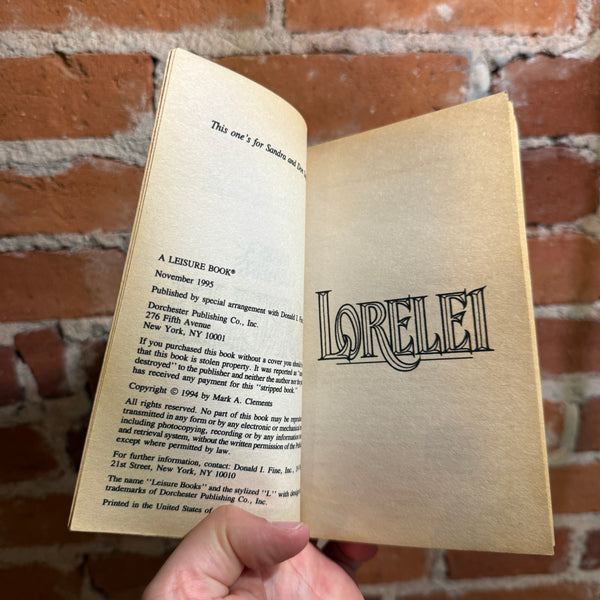 This one's for Sandra and
A LEISURE BOOK®
November 1995
Published by special arrangement with Donald I.
Dorchester Publishing Co., Inc.
276 Fifth Avenue
New York, NY 10001
If you purchased this book without a cover you should
that this book is stolen property. It was reported as
destroyed" to the publisher and neither the author nor
has received any payment for this "stripped book."
Copyright © 1994 by Mark A. Clements
All rights reserved. No part of this book may be
transmitted in any form or by any electronic or
including photocopying, recording or by any information
and retrieval system, without the written permission of the
except where permitted by law.
For further information, contact: Donald I. Fine, Inc.,
21st Street, New York, NY 10010
The name "Leisure Books" and the stylized "L" with
trademarks of Dorchester Publishing Co., Inc.
Printed in the United States of
LORELEI